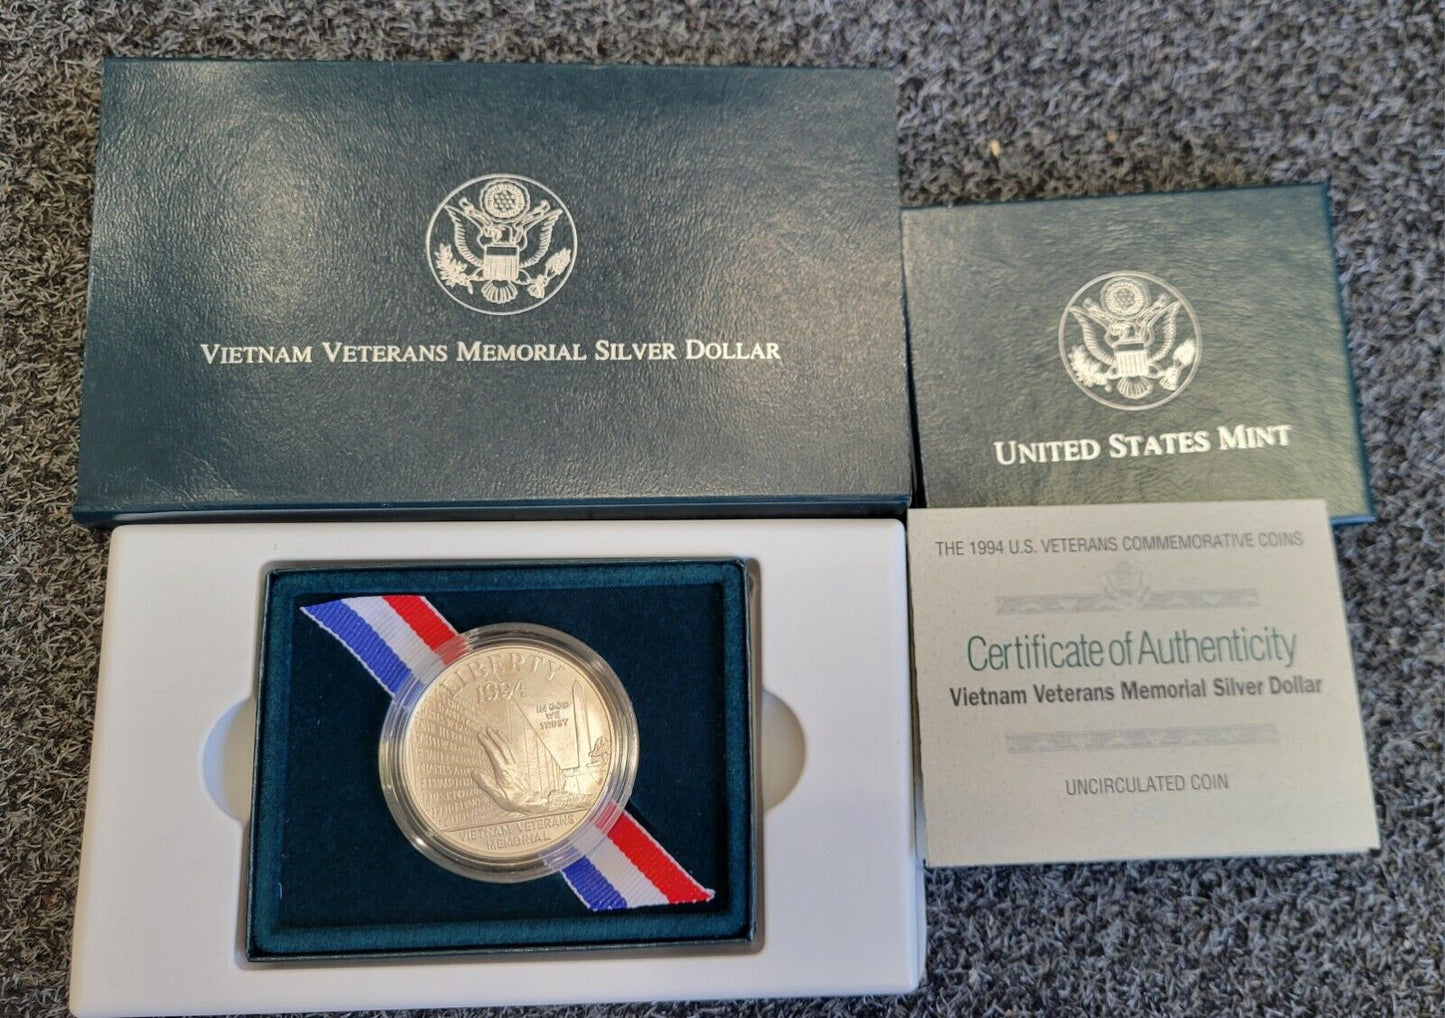 VIETNAM VETERANS MEMORIAL SILVER DOLLAR
UNITED STATES MINT
THE 1994 U.S. VETERANS COMMEMORATIVE COINS
Certificate of Authenticity
Vietnam Veterans Memorial Silver Dollar
UNCIRCULATED COIN
LIBERTY
1994
IN GOD
WE
TRUST
VIETNAM VETERANS
MEMORIAL